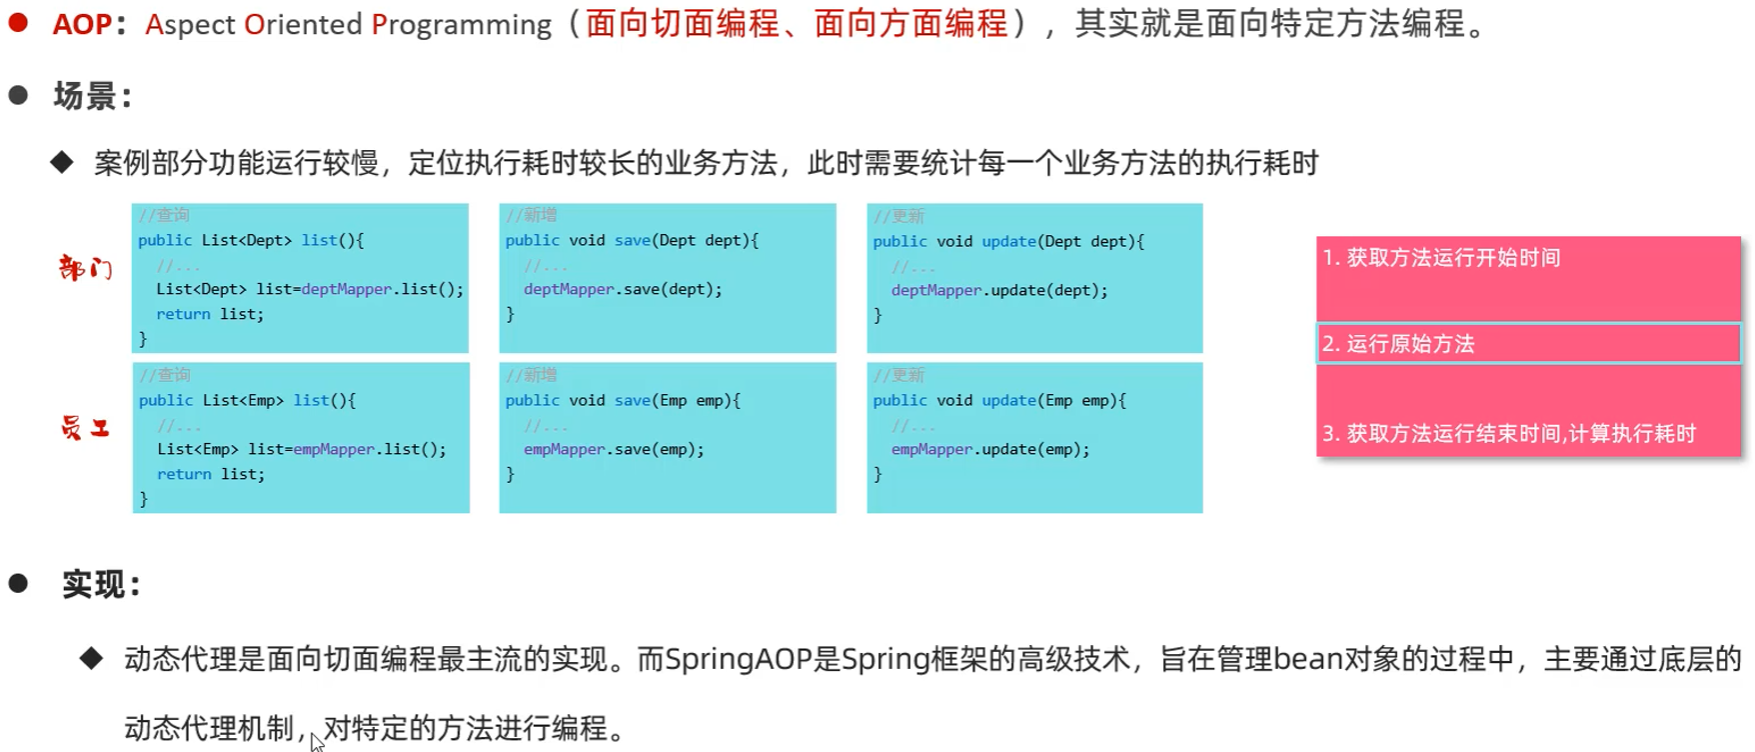 AOP：Aspect Oriented Programming（面向切面编程、面向方面编程），其实就是面向特定方法编程。
场景：
案例部分功能运行较慢，定位执行耗时较长的业务方法，此时需要统计每一个业务方法的执行耗时
部门
//查询
public List<Dept> list(){
//...
List<Dept> list=deptMapper.list();
return list;
}
//新增
public void save(Dept dept){
//...
deptMapper.save(dept);
}
//更新
public void update(Dept dept){
//...
deptMapper.update(dept);
}
员工
//查询
public List<Emp> list(){
//...
List<Emp> list=empMapper.list();
return list;
}
//新增
public void save(Emp emp){
//...
empMapper.save(emp);
}
//更新
public void update(Emp emp){
//...
empMapper.update(emp);
}
1. 获取方法运行开始时间
2. 运行原始方法
3. 获取方法运行结束时间,计算执行耗时
实现：
动态代理是面向切面编程最主流的实现。而SpringAOP是Spring框架的高级技术，旨在管理bean对象的过程中，主要通过底层的
动态代理机制，对特定的方法进行编程。